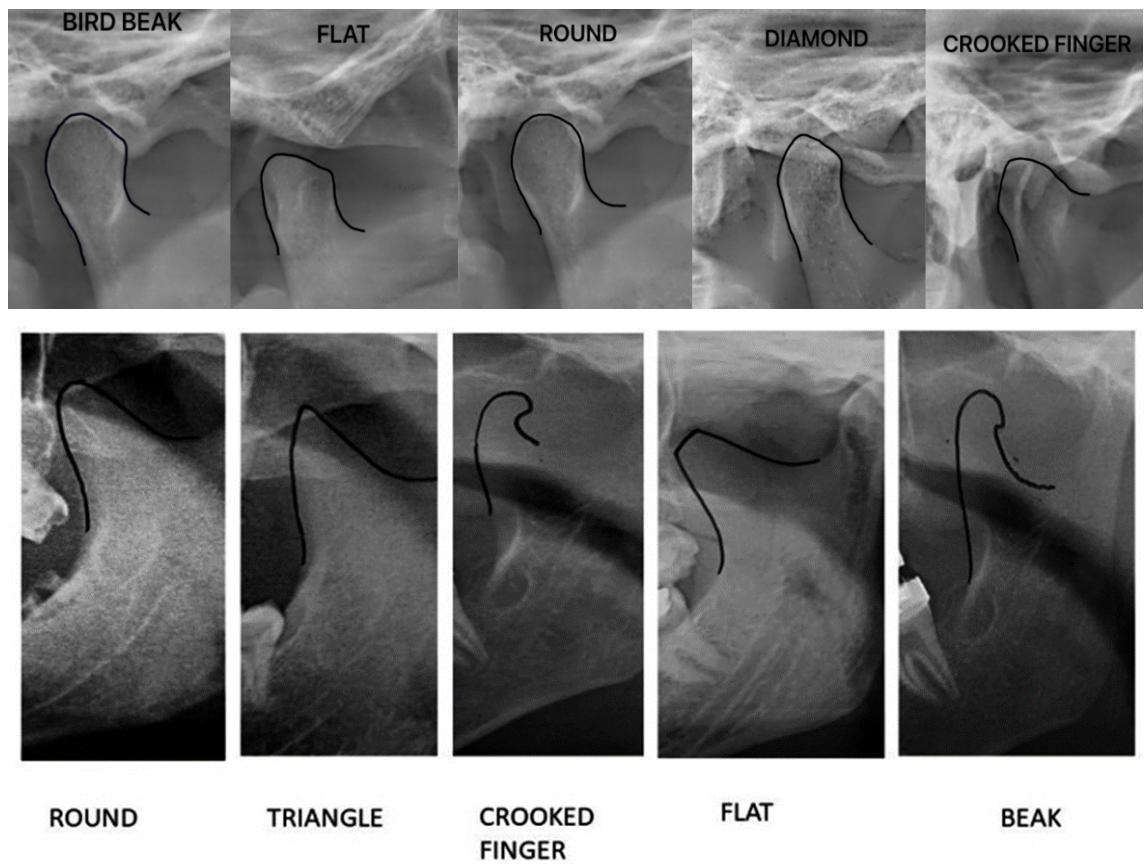 BIRD BEAK
FLAT
ROUND
DIAMOND
CROOKED FINGER
ROUND
TRIANGLE
CROOKED
FINGER
FLAT
BEAK